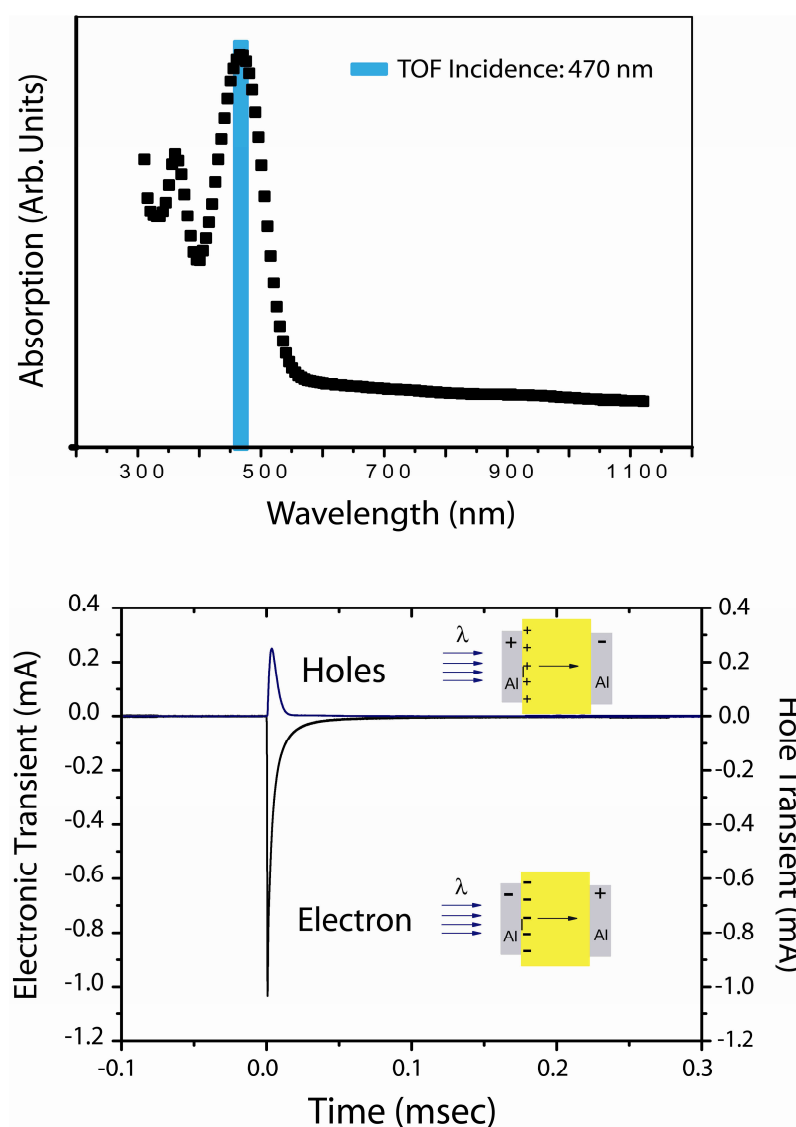 TOF Incidence: 470 nm
Absorption (Arb. Units)
300 500 700 900 1100
Wavelength (nm)
0.4 0.4
λ + - Holes
0.2 0.2
Al Al
0.0 0.0
-0.2 -0.2
-0.4 -0.4
-0.6 -0.6
λ - +
Electron
-0.8 Al Al -0.8
-1.0 -1.0
-1.2 -1.2
Electronic Transient (mA)
Hole Transient (mA)
-0.1 0.0 0.1 0.2 0.3
Time (msec)